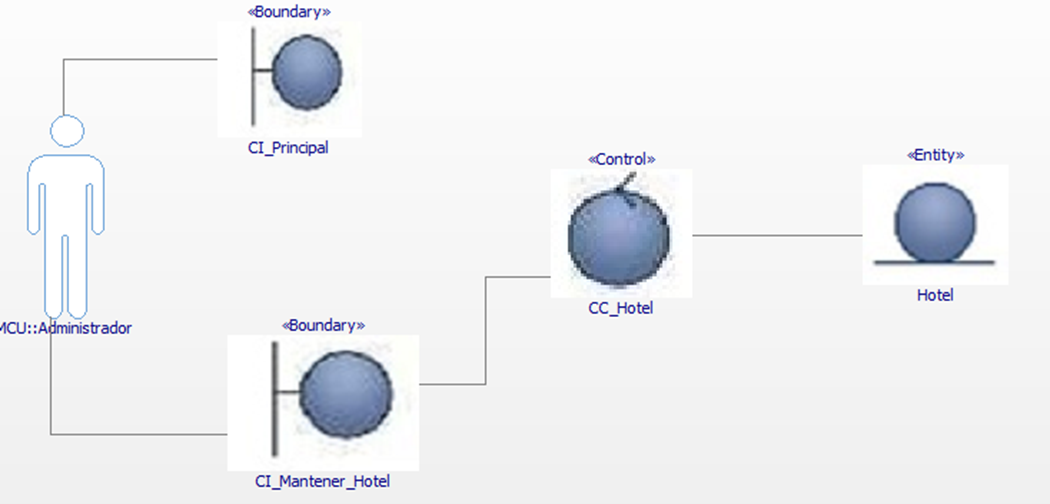 «Boundary»
CI_Principal
«Control»
«Entity»
Hotel
CC_Hotel
MCU::Administrador
«Boundary»
CI_Mantener_Hotel